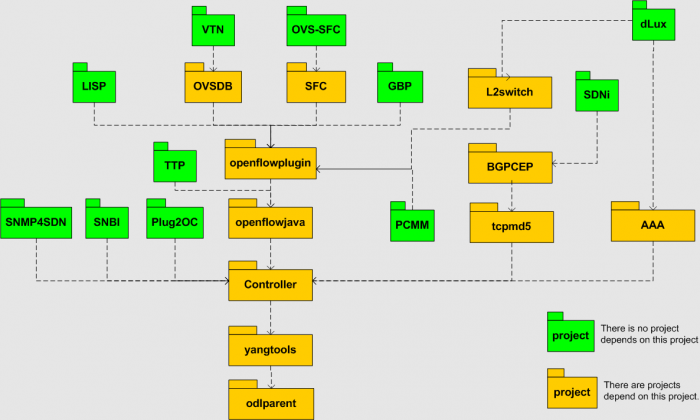 VTN
OVS-SFC
dLux
LISP
OVSDB
SFC
GBP
L2switch
SDNi
TTP
openflowplugin
BGPCEP
SNMP4SDN
SNBI
Plug2OC
openflowjava
PCMM
tcpmd5
AAA
Controller
yangtools
odlparent
project
There is no project
depends on this project
project
There are projects
depend on this project